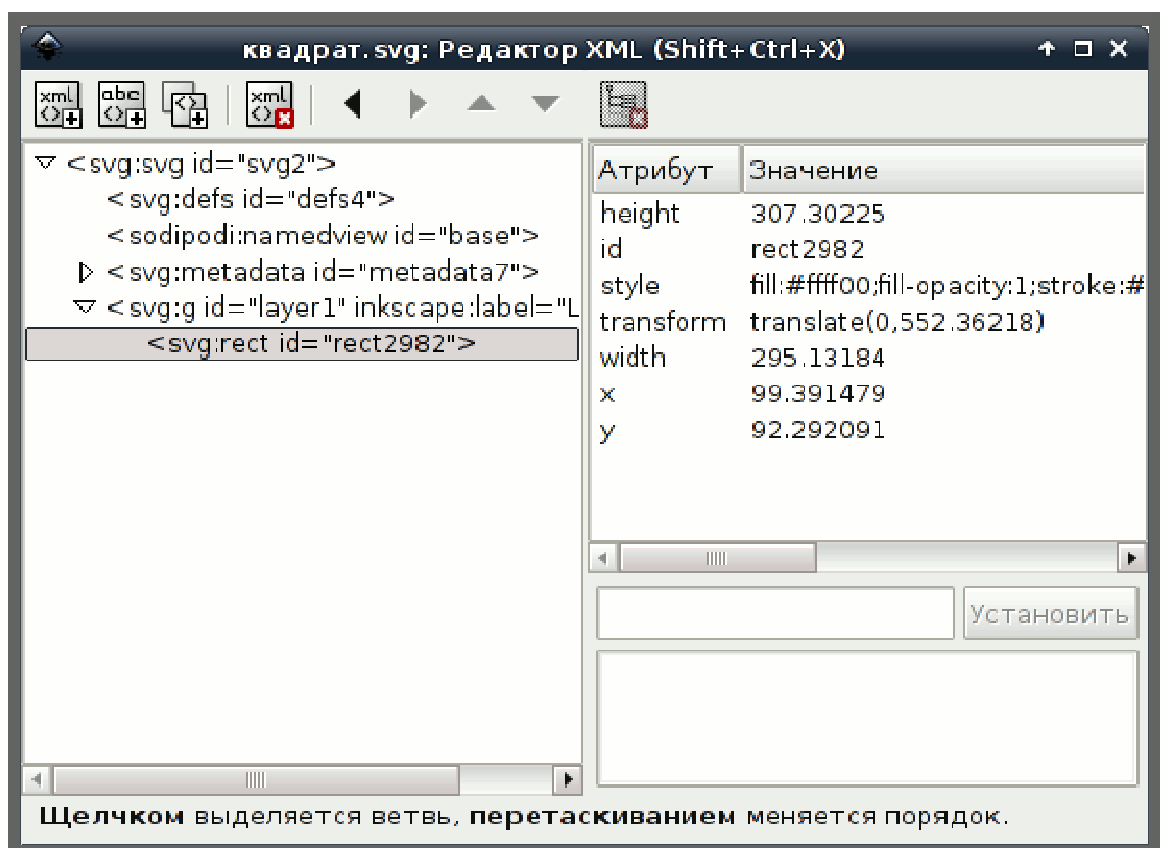 квадрат.svg: Редактор XML (Shift+Ctrl+X)
xml abc xml
<svg:svg id="svg2">
<svg:defs id="defs4">
<sodipodi:namedview id="base">
<svg:metadata id="metadata7">
<svg:g id="layer1" inkscape:label="L
<svg:rect id="rect2982">
Атрибут Значение
height 307.30225
id rect2982
style fill:#ffff00;fill-opacity:1;stroke:#
transform translate(0,552.36218)
width 295.13184
x 99.391479
y 92.292091
Установить
Щелчком выделяется ветвь, перетаскиванием меняется порядок.